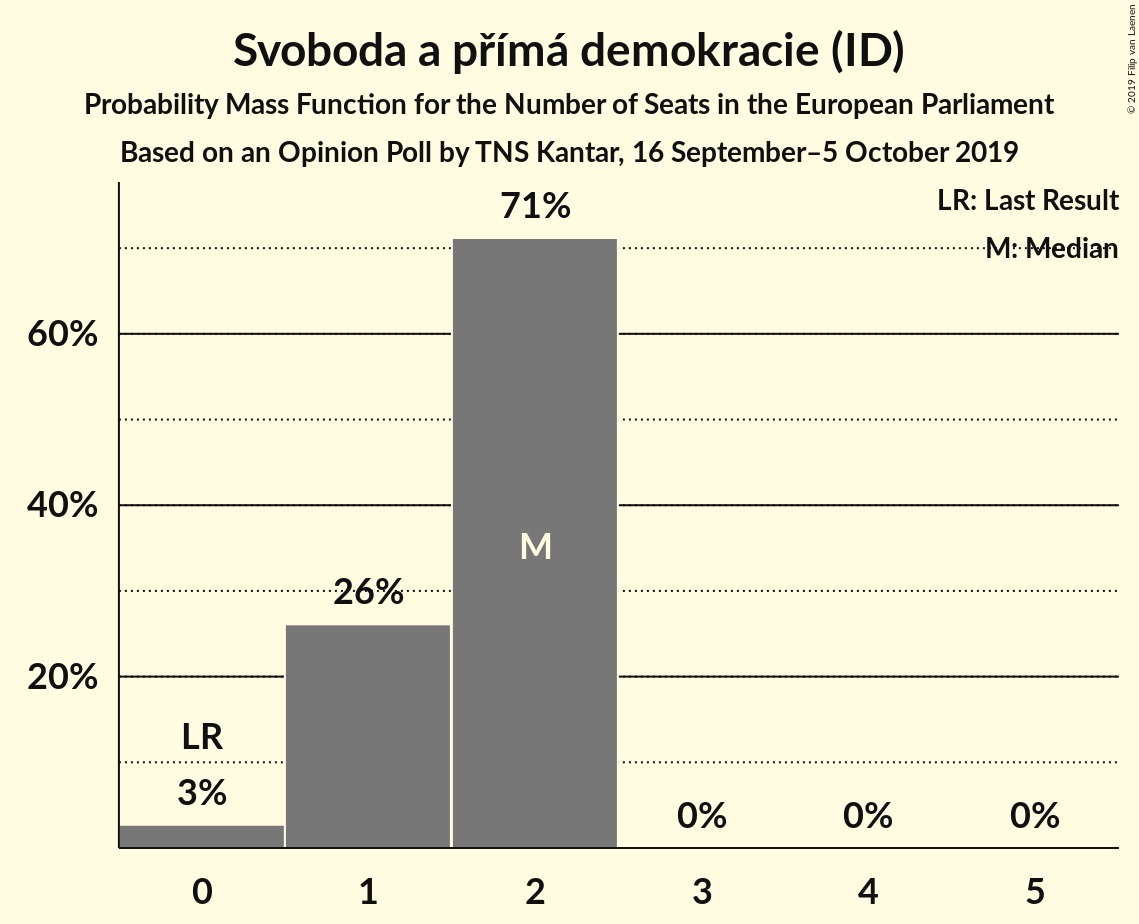 Svoboda a přímá demokracie (ID)
Probability Mass Function for the Number of Seats in the European Parliament
Based on an Opinion Poll by TNS Kantar, 16 September–5 October 2019
© 2019 Filip van Laenen
LR: Last Result
M: Median
71%
60%
40%
M
26%
20%
LR
3%
0%
0%
0%
0
1
2
3
4
5